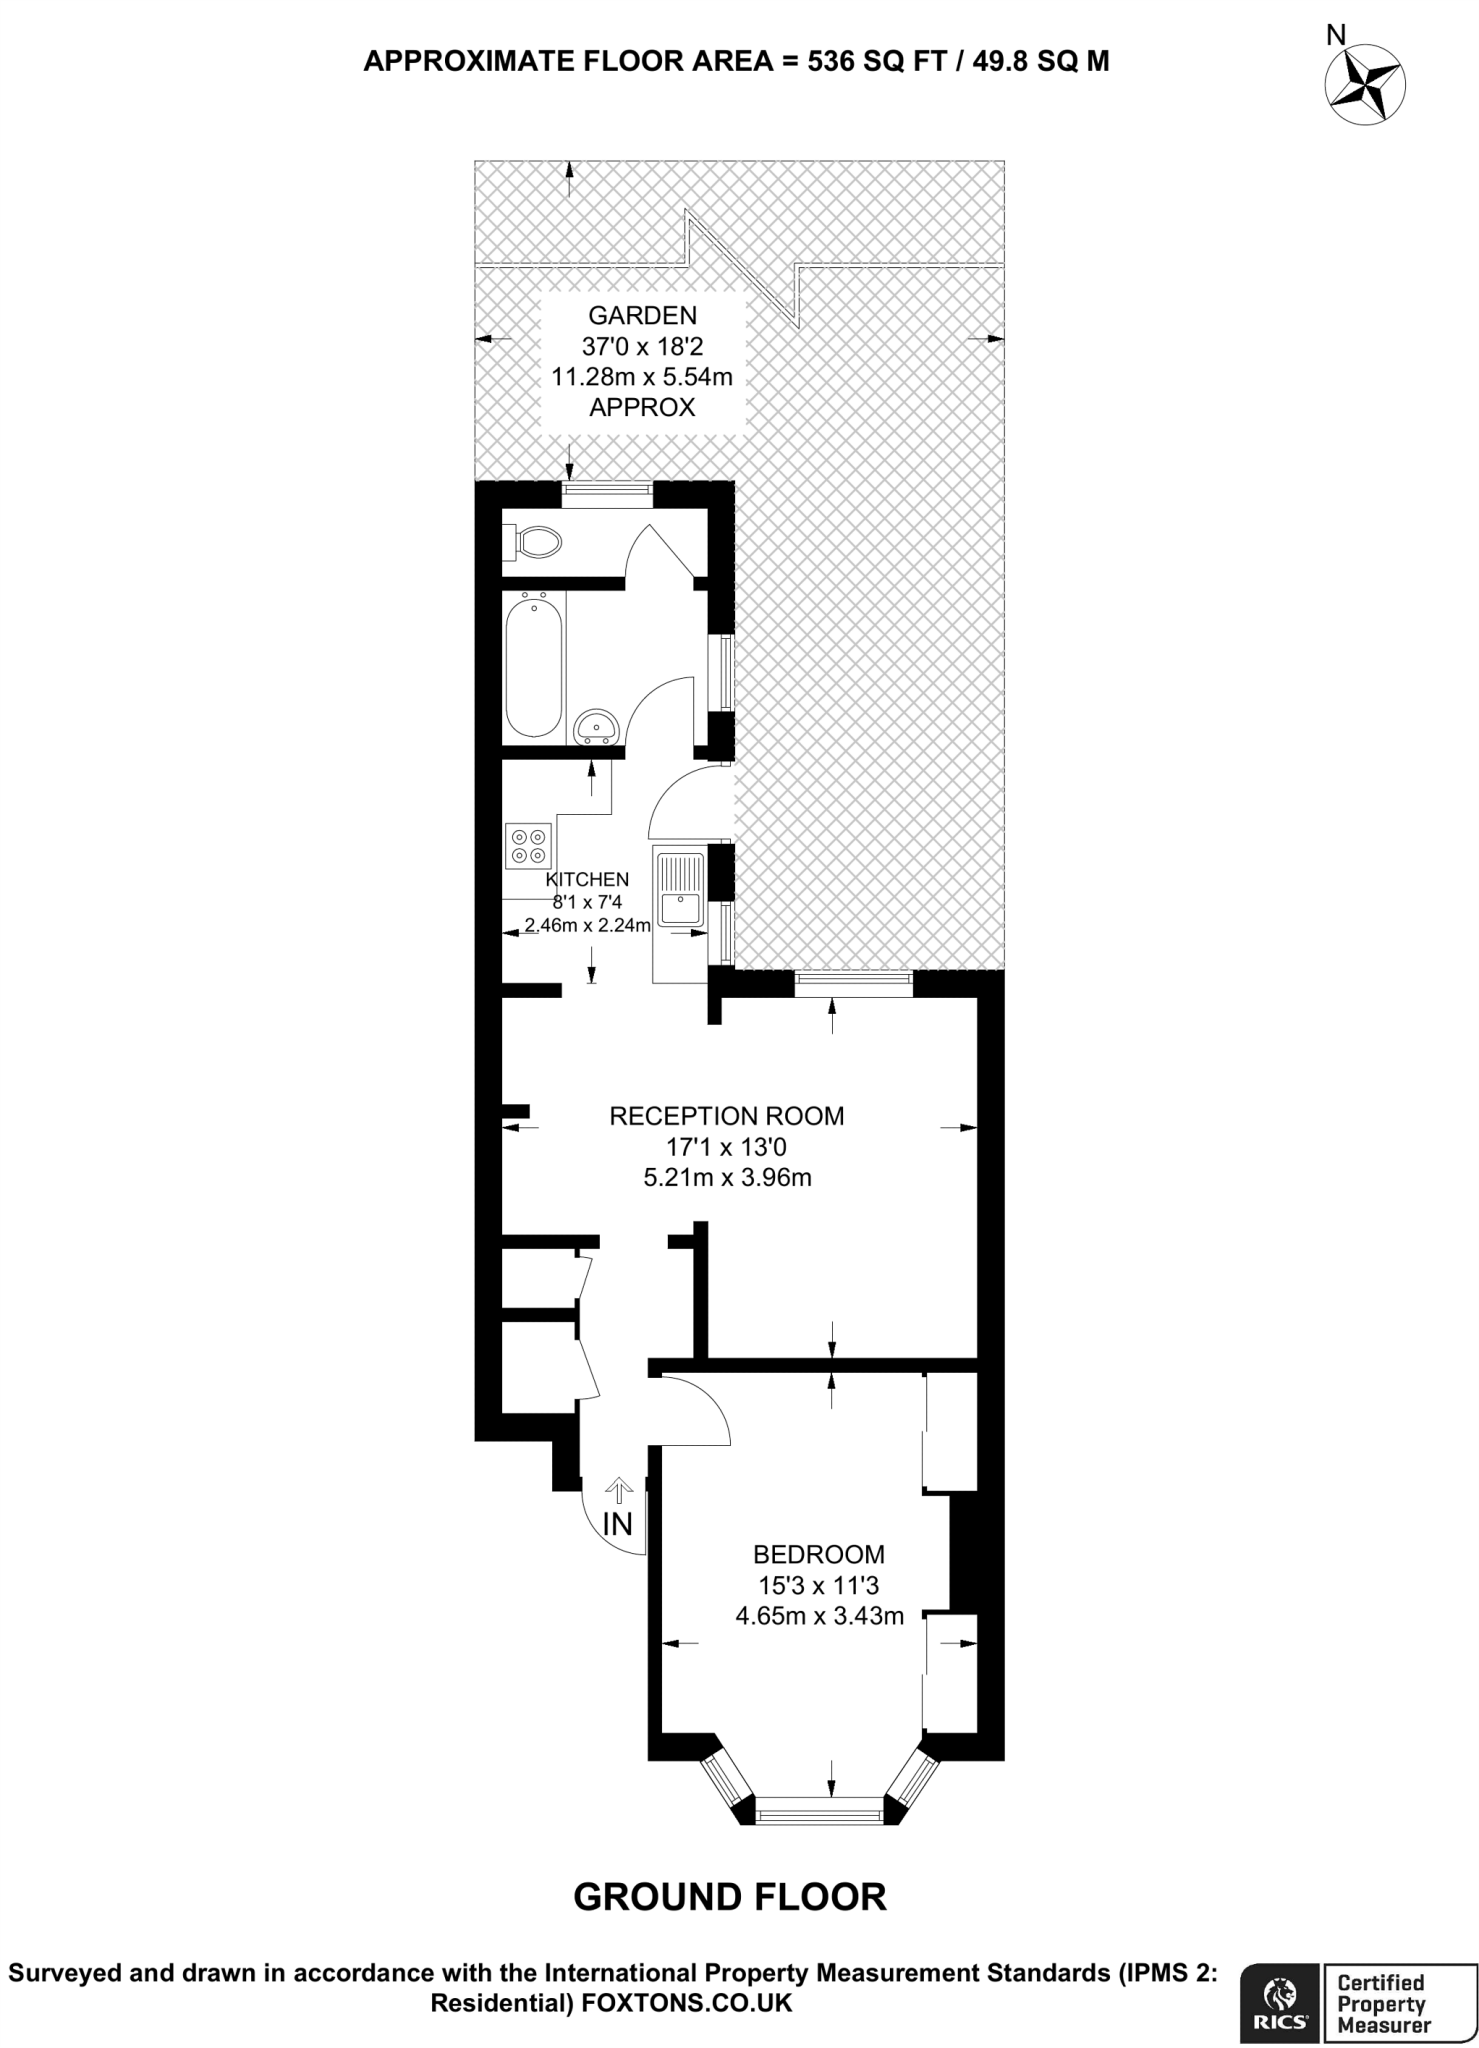 APPROXIMATE FLOOR AREA = 536 SQ FT / 49.8 SQ M
N
GARDEN
37'0 x 18'2
11.28m x 5.54m
APPROX
KITCHEN
8'1 x 7'4
2.46m x 2.24m
RECEPTION ROOM
17'1 x 13'0
5.21m x 3.96m
IN
BEDROOM
15'3 x 11'3
4.65m x 3.43m
GROUND FLOOR
Surveyed and drawn in accordance with the International Property Measurement Standards (IPMS 2:
Residential) FOXTONS.CO.UK
RICS
Certified
Property
Measurer